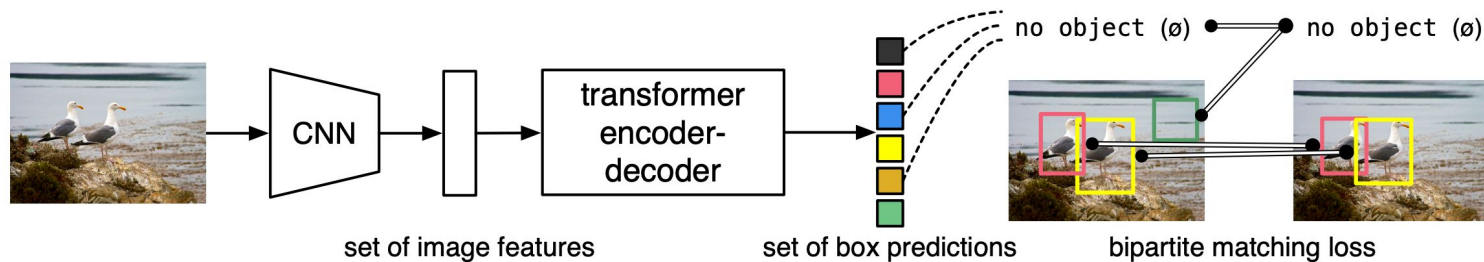 no object (ø)
no object (ø)
CNN
transformer
encoder-
decoder
set of image features
set of box predictions
bipartite matching loss